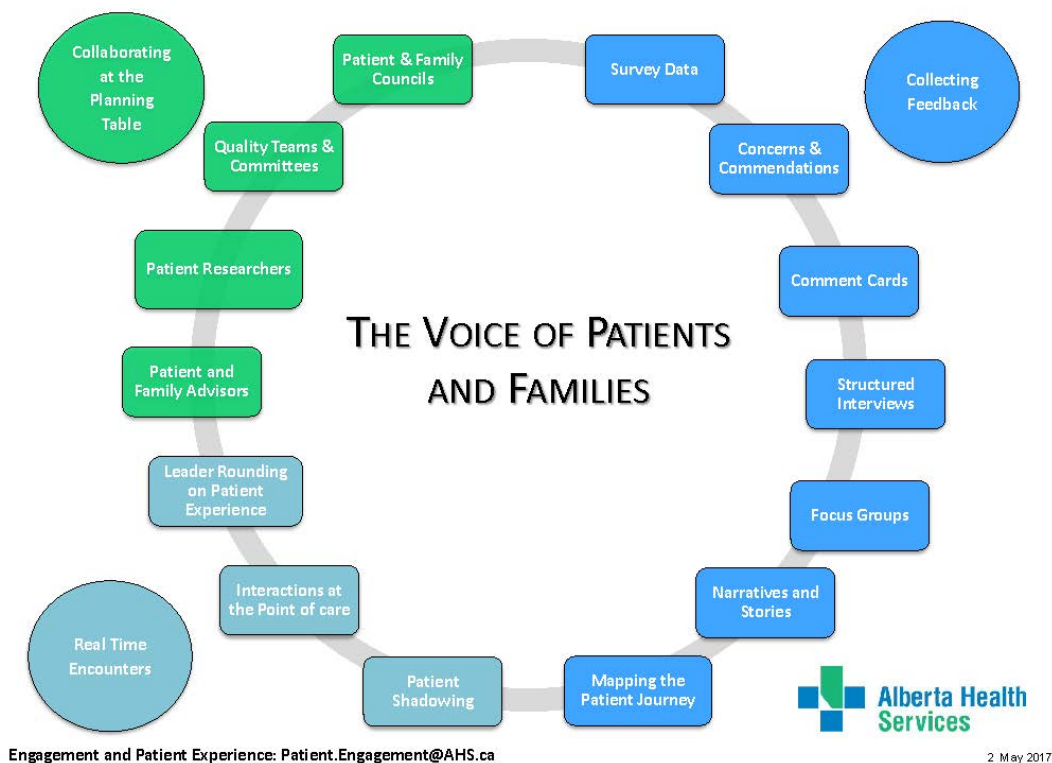 Collaborating
at the
Planning
Table
Patient & Family
Councils
Survey Data
Collecting
Feedback
Quality Teams &
Committees
Concerns &
Commendations
Patient Researchers
Comment Cards
THE VOICE OF PATIENTS
AND FAMILIES
Patient and
Family Advisors
Structured
Interviews
Leader Rounding
on Patient
Experience
Focus Groups
Interactions at
the Point of care
Narratives and
Stories
Real Time
Encounters
Patient
Shadowing
Mapping the
Patient Journey
Alberta Health
Services
Engagement and Patient Experience: Patient.Engagement@AHS.ca
2 May 2017